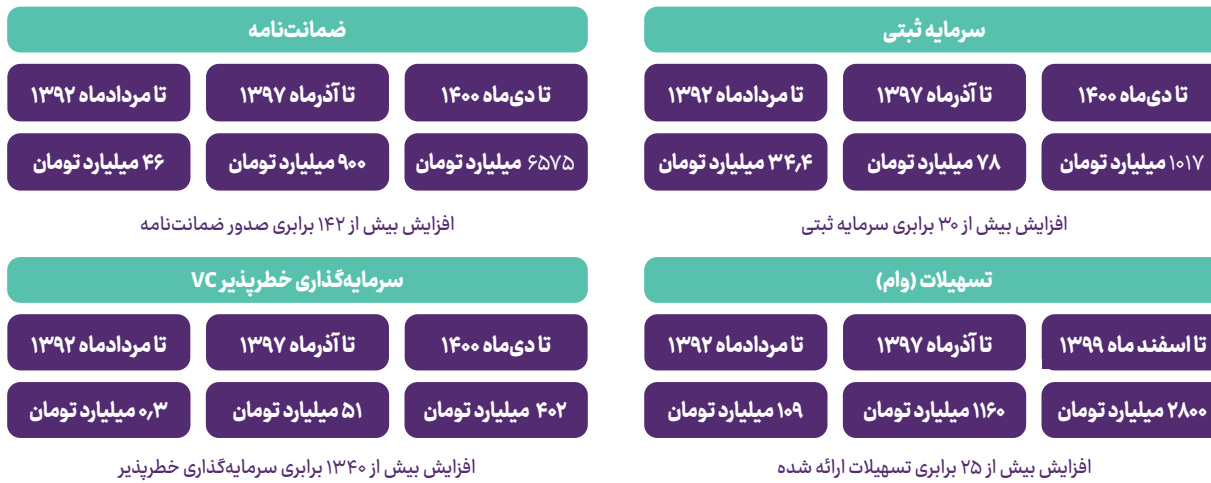 سرمایه ثبتی
تا دی‌ماه ۱۴۰۰ تا آذرماه ۱۳۹۷ تا مردادماه ۱۳۹۲
۱۰۱۷ میلیارد تومان ۷۸ میلیارد تومان ۳۴٫۴ میلیارد تومان
افزایش بیش از ۳۰ برابری سرمایه ثبتی
ضمانت‌نامه
تا دی‌ماه ۱۴۰۰ تا آذرماه ۱۳۹۷ تا مردادماه ۱۳۹۲
۶۵۷۵ میلیارد تومان ۹۰۰ میلیارد تومان ۴۶ میلیارد تومان
افزایش بیش از ۱۴۲ برابری صدور ضمانت‌نامه
تسهیلات (وام)
تا اسفند ماه ۱۳۹۹ تا آذرماه ۱۳۹۷ تا مردادماه ۱۳۹۲
۲۸۰۰ میلیارد تومان ۱۱۶۰ میلیارد تومان ۱۰۹ میلیارد تومان
افزایش بیش از ۲۵ برابری تسهیلات ارائه شده
سرمایه‌گذاری خطرپذیر VC
تا دی‌ماه ۱۴۰۰ تا آذرماه ۱۳۹۷ تا مردادماه ۱۳۹۲
۴۰۲ میلیارد تومان ۵۱ میلیارد تومان ۰٫۳ میلیارد تومان
افزایش بیش از ۱۳۴۰ برابری سرمایه‌گذاری خطرپذیر